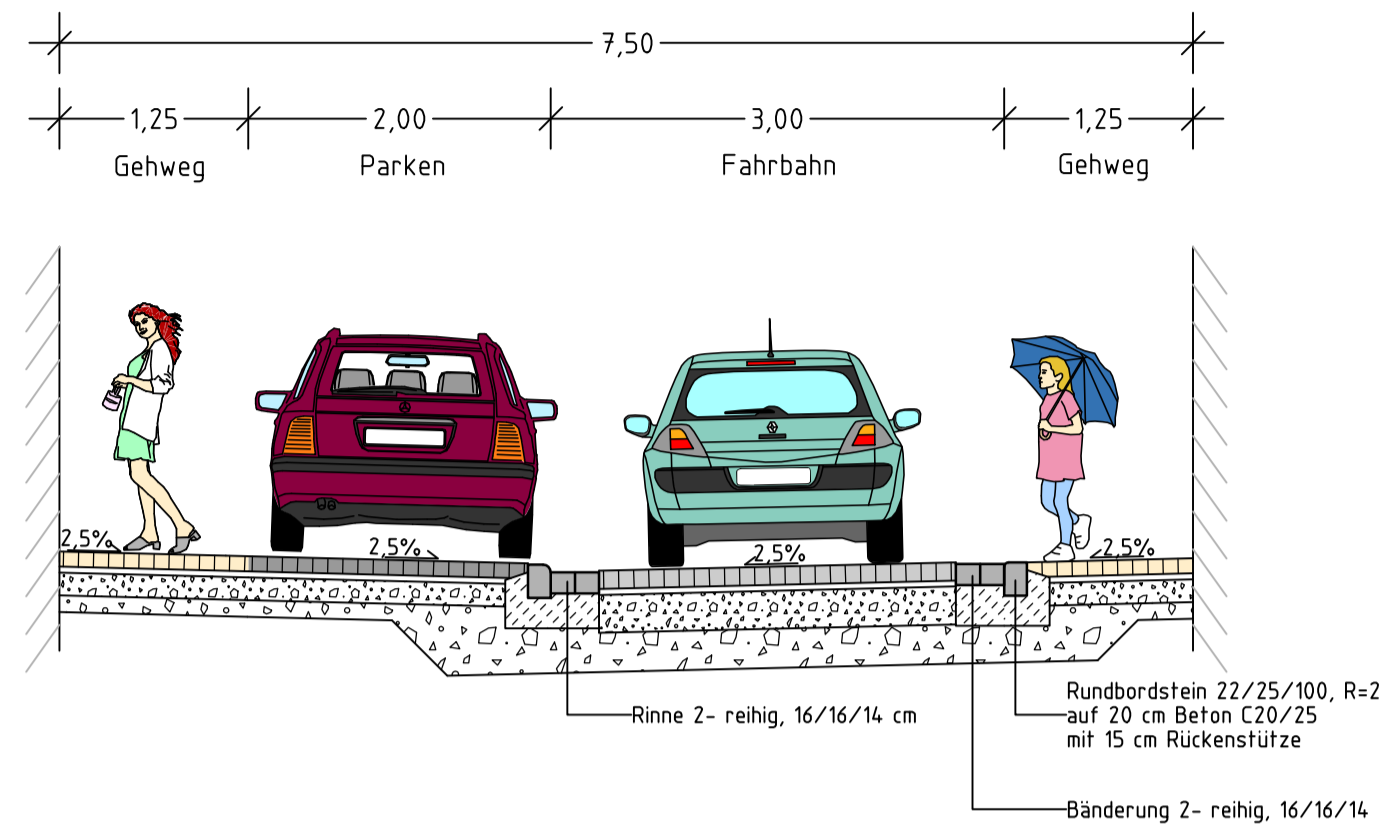 7,50
1,25 2,00 3,00 1,25
Gehweg Parken Fahrbahn Gehweg
2,5% 2,5% 2,5% 2,5%
Rundbordstein 22/25/100, R=2
auf 20 cm Beton C20/25
mit 15 cm Rückenstütze
Rinne 2- reihig, 16/16/14 cm
Bänderung 2- reihig, 16/16/14